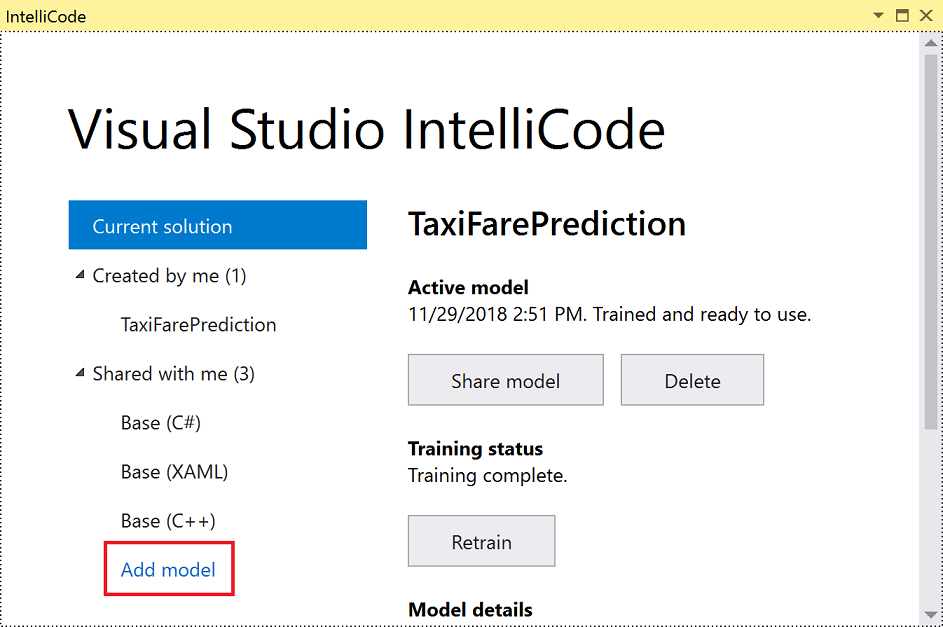 IntelliCode
Visual Studio IntelliCode
Current solution
Created by me (1)
TaxiFarePrediction
Shared with me (3)
Base (C#)
Base (XAML)
Base (C++)
Add model
TaxiFarePrediction
Active model
11/29/2018 2:51 PM. Trained and ready to use.
Share model
Delete
Training status
Training complete.
Retrain
Model details